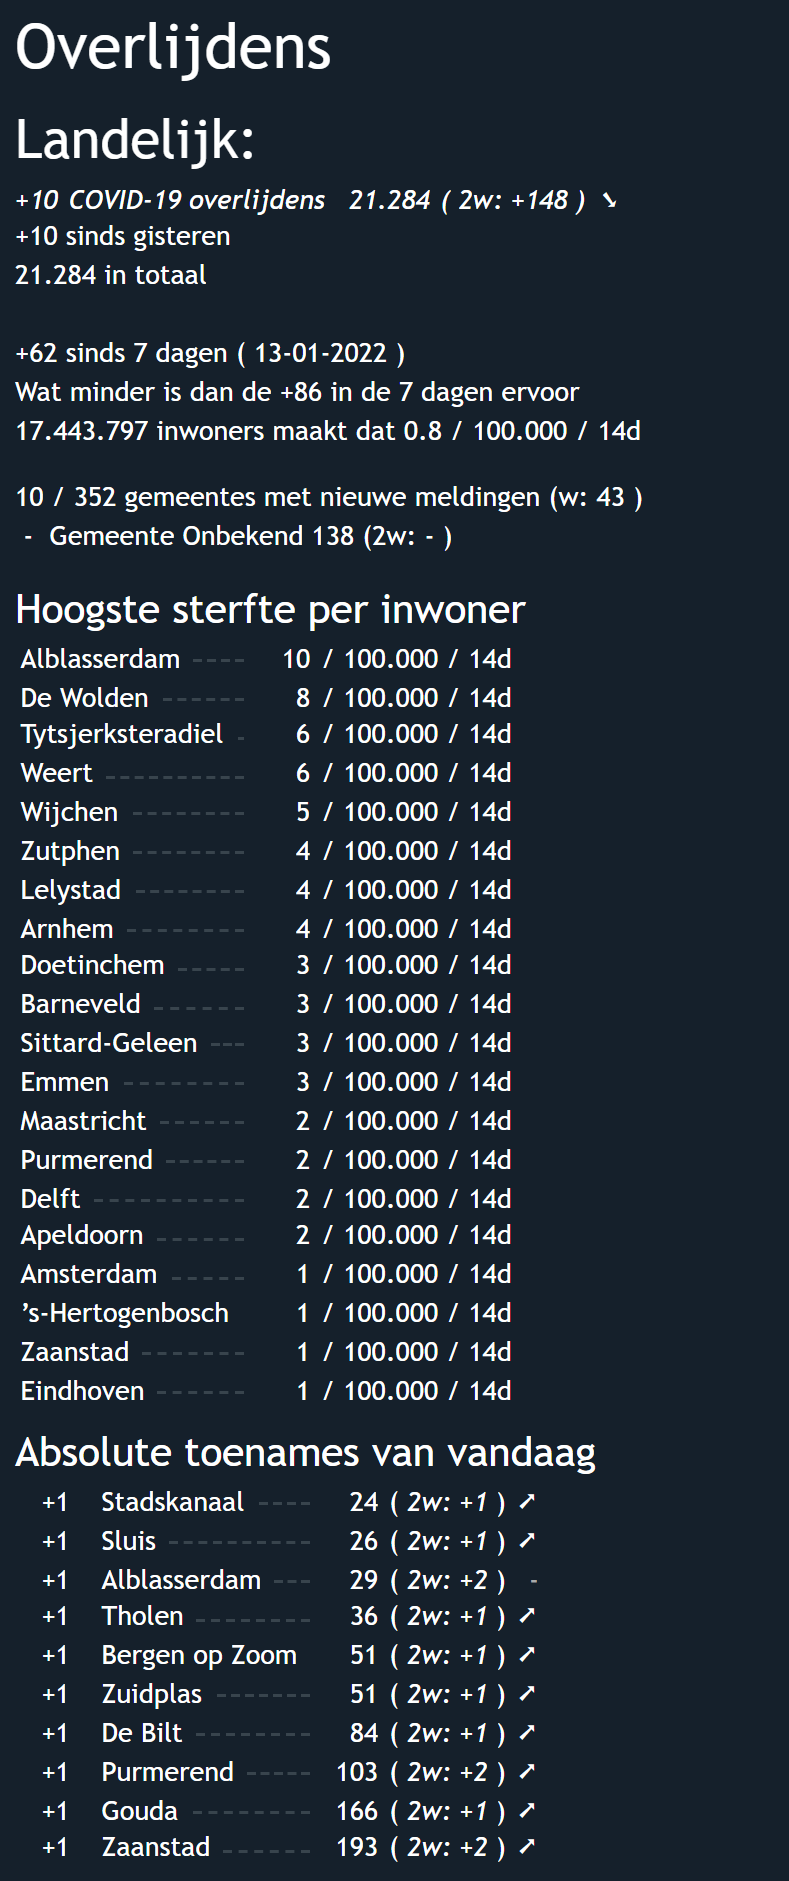 Overlijdens
Landelijk:
+10 COVID-19 overlijdens 21.284 ( 2w: +148 ) ➘
+10 sinds gisteren
21.284 in totaal
+62 sinds 7 dagen ( 13-01-2022 )
Wat minder is dan de +86 in de 7 dagen ervoor
17.443.797 inwoners maakt dat 0.8 / 100.000 / 14d
10 / 352 gemeentes met nieuwe meldingen (w: 43 )
- Gemeente Onbekend 138 (2w: - )
Hoogste sterfte per inwoner
Alblasserdam ---- 10 / 100.000 / 14d
De Wolden ------ 8 / 100.000 / 14d
Tytsjerksteradiel - 6 / 100.000 / 14d
Weert ---------- 6 / 100.000 / 14d
Wijchen -------- 5 / 100.000 / 14d
Zutphen -------- 4 / 100.000 / 14d
Lelystad -------- 4 / 100.000 / 14d
Arnhem -------- 4 / 100.000 / 14d
Doetinchem ----- 3 / 100.000 / 14d
Barneveld ------ 3 / 100.000 / 14d
Sittard-Geleen --- 3 / 100.000 / 14d
Emmen -------- 3 / 100.000 / 14d
Maastricht ------ 2 / 100.000 / 14d
Purmerend ------ 2 / 100.000 / 14d
Delft ----------- 2 / 100.000 / 14d
Apeldoorn ------ 2 / 100.000 / 14d
Amsterdam ----- 1 / 100.000 / 14d
’s-Hertogenbosch 1 / 100.000 / 14d
Zaanstad ------- 1 / 100.000 / 14d
Eindhoven ------ 1 / 100.000 / 14d
Absolute toenames van vandaag
+1 Stadskanaal ---- 24 ( 2w: +1 ) ➚
+1 Sluis ---------- 26 ( 2w: +1 ) ➚
+1 Alblasserdam --- 29 ( 2w: +2 ) -
+1 Tholen -------- 36 ( 2w: +1 ) ➚
+1 Bergen op Zoom 51 ( 2w: +1 ) ➚
+1 Zuidplas ------- 51 ( 2w: +1 ) ➚
+1 De Bilt -------- 84 ( 2w: +1 ) ➚
+1 Purmerend ----- 103 ( 2w: +2 ) ➚
+1 Gouda -------- 166 ( 2w: +1 ) ➚
+1 Zaanstad ------ 193 ( 2w: +2 ) ➚